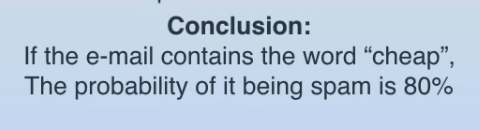 Conclusion:
If the e-mail contains the word “cheap”,
The probability of it being spam is 80%